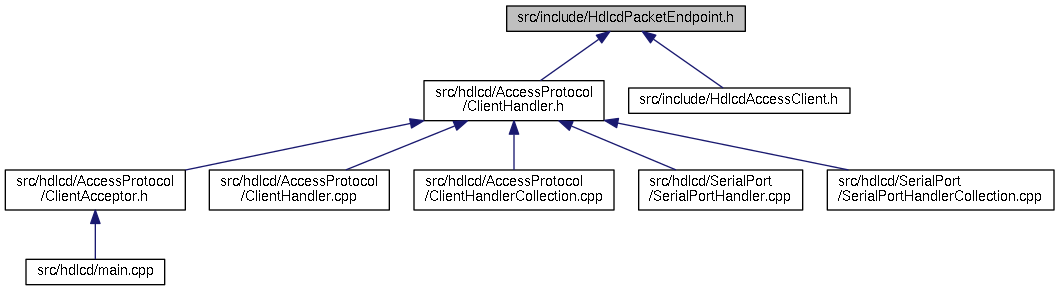 src/include/HdlcdPacketEndpoint.h
src/hdlcd/AccessProtocol
/ClientHandler.h
src/include/HdlcdAccessClient.h
src/hdlcd/AccessProtocol
/ClientAcceptor.h
src/hdlcd/AccessProtocol
/ClientHandler.cpp
src/hdlcd/AccessProtocol
/ClientHandlerCollection.cpp
src/hdlcd/SerialPort
/SerialPortHandler.cpp
src/hdlcd/SerialPort
/SerialPortHandlerCollection.cpp
src/hdlcd/main.cpp